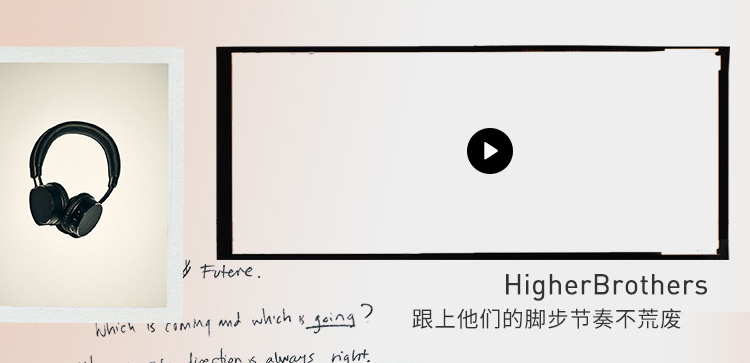 Future.
HigherBrothers
Which is coming and which is going?
跟上他们的脚步节奏不荒废
direction is always right.